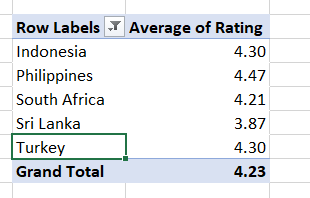 Row Labels Average of Rating
Indonesia 4.30
Philippines 4.47
South Africa 4.21
Sri Lanka 3.87
Turkey 4.30
Grand Total 4.23